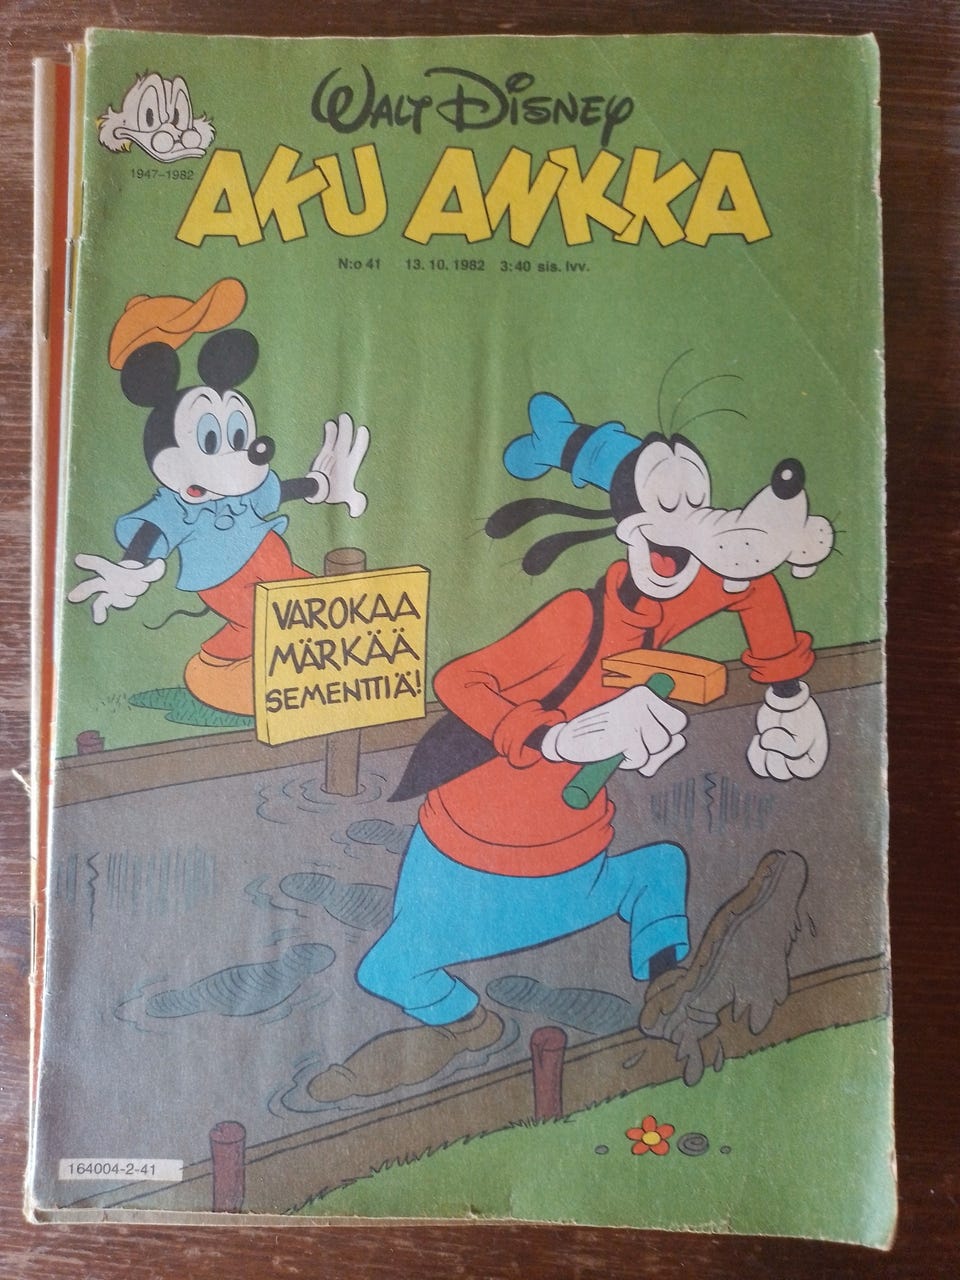 WALT DISNEY
1947-1982
AKU ANKKA
N:o 41 13.10.1982 3:40 sis. lvv.
VAROKAA
MÄRKÄÄ
SEMENTTIÄ!
164004-2-41